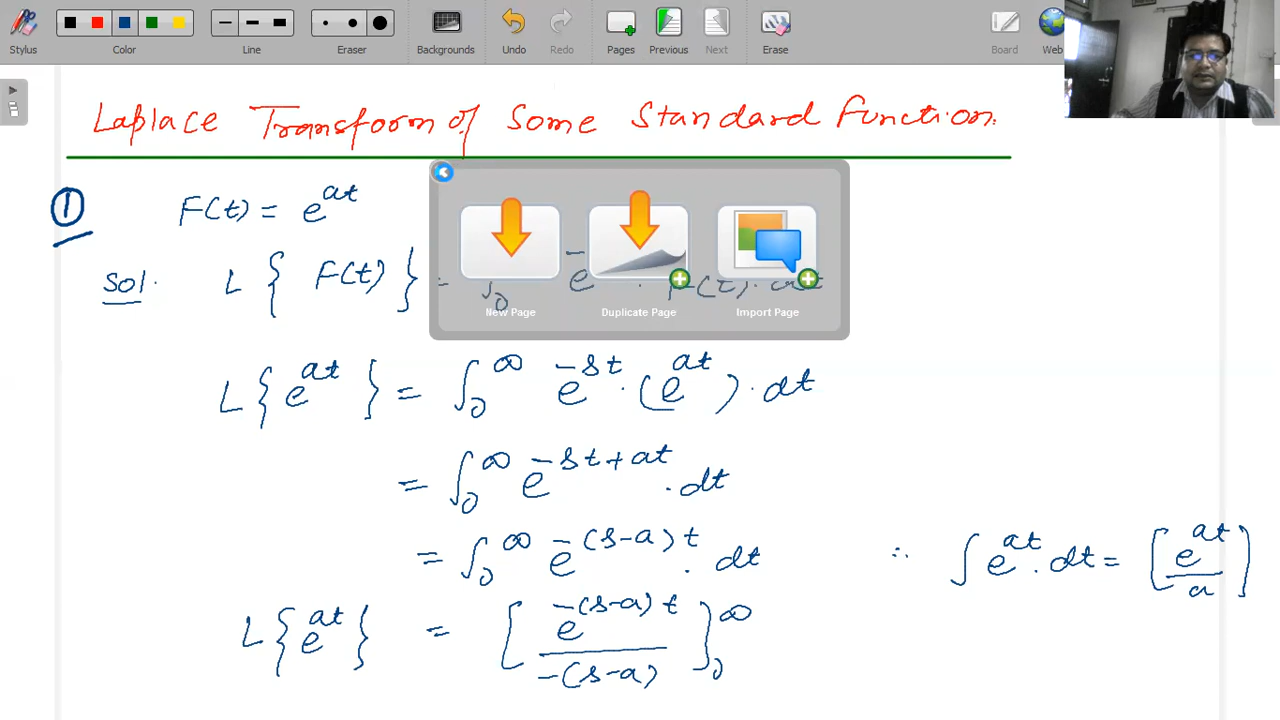 Stylus Color Line Eraser Backgrounds Undo Redo Pages Previous Next Erase Board Web
Laplace Transform of Some Standard Function.
① F(t) = e^{at}
New Page Duplicate Page Import Page
Sol. L { F(t) } = ∫_0 e^- . F(t). dt
L{ e^{at} } = ∫_0^∞ e^{-st} . (e^{at}) . dt
= ∫_0^∞ e^{-st+at} . dt
= ∫_0^∞ e^{-(s-a)t} . dt ∴ ∫ e^{at} . dt = [ e^{at} / a ]
L{ e^{at} } = [ e^{-(s-a)t} / -(s-a) ]_0^∞